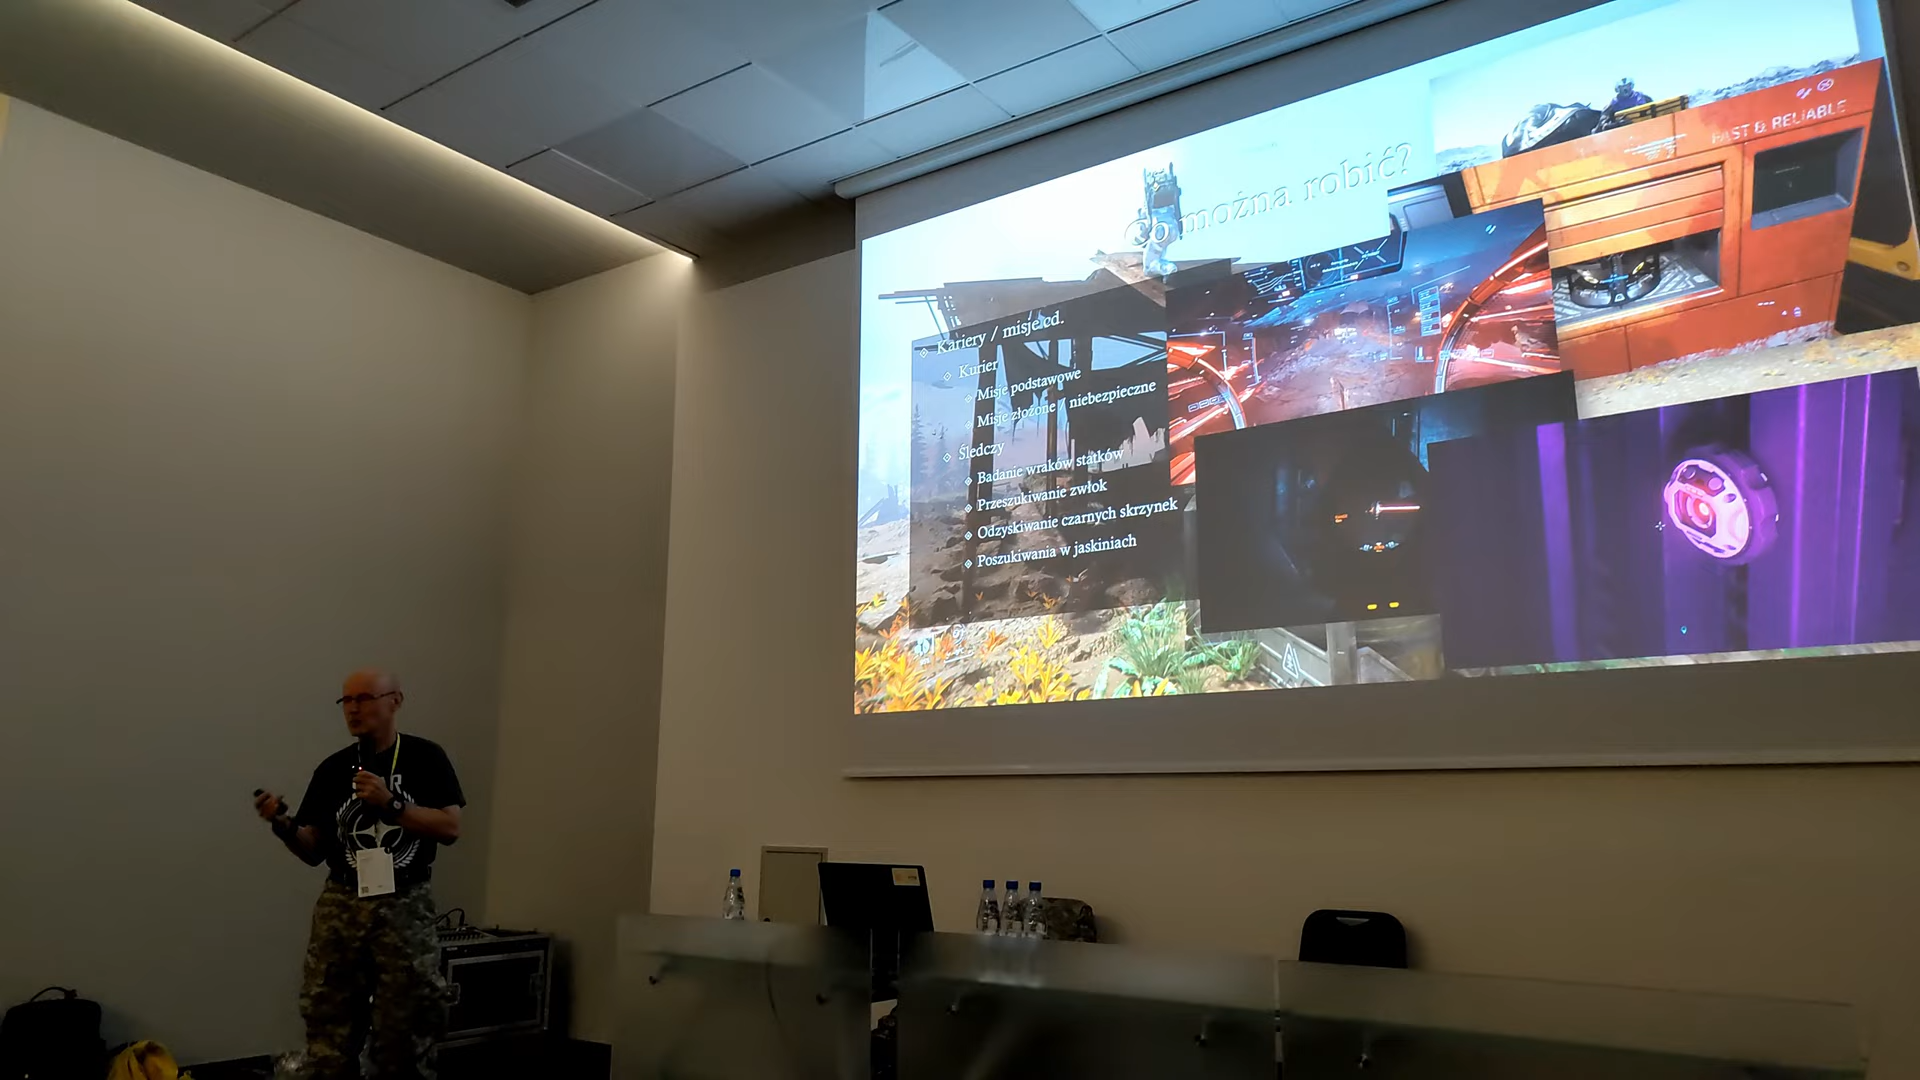 Co można robić?
FAST & RELIABLE
Kariery / misje cd.
Kurier
Misje podstawowe
Misje złożone / niebezpieczne
Śledczy
Badanie wraków statków
Przeszukiwanie zwłok
Odzyskiwanie czarnych skrzynek
Poszukiwania w jaskiniach